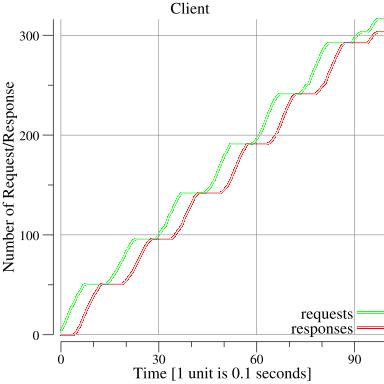 Client
Number of Request/Response
300
200
100
0
requests
responses
0 30 60 90
Time [1 unit is 0.1 seconds]